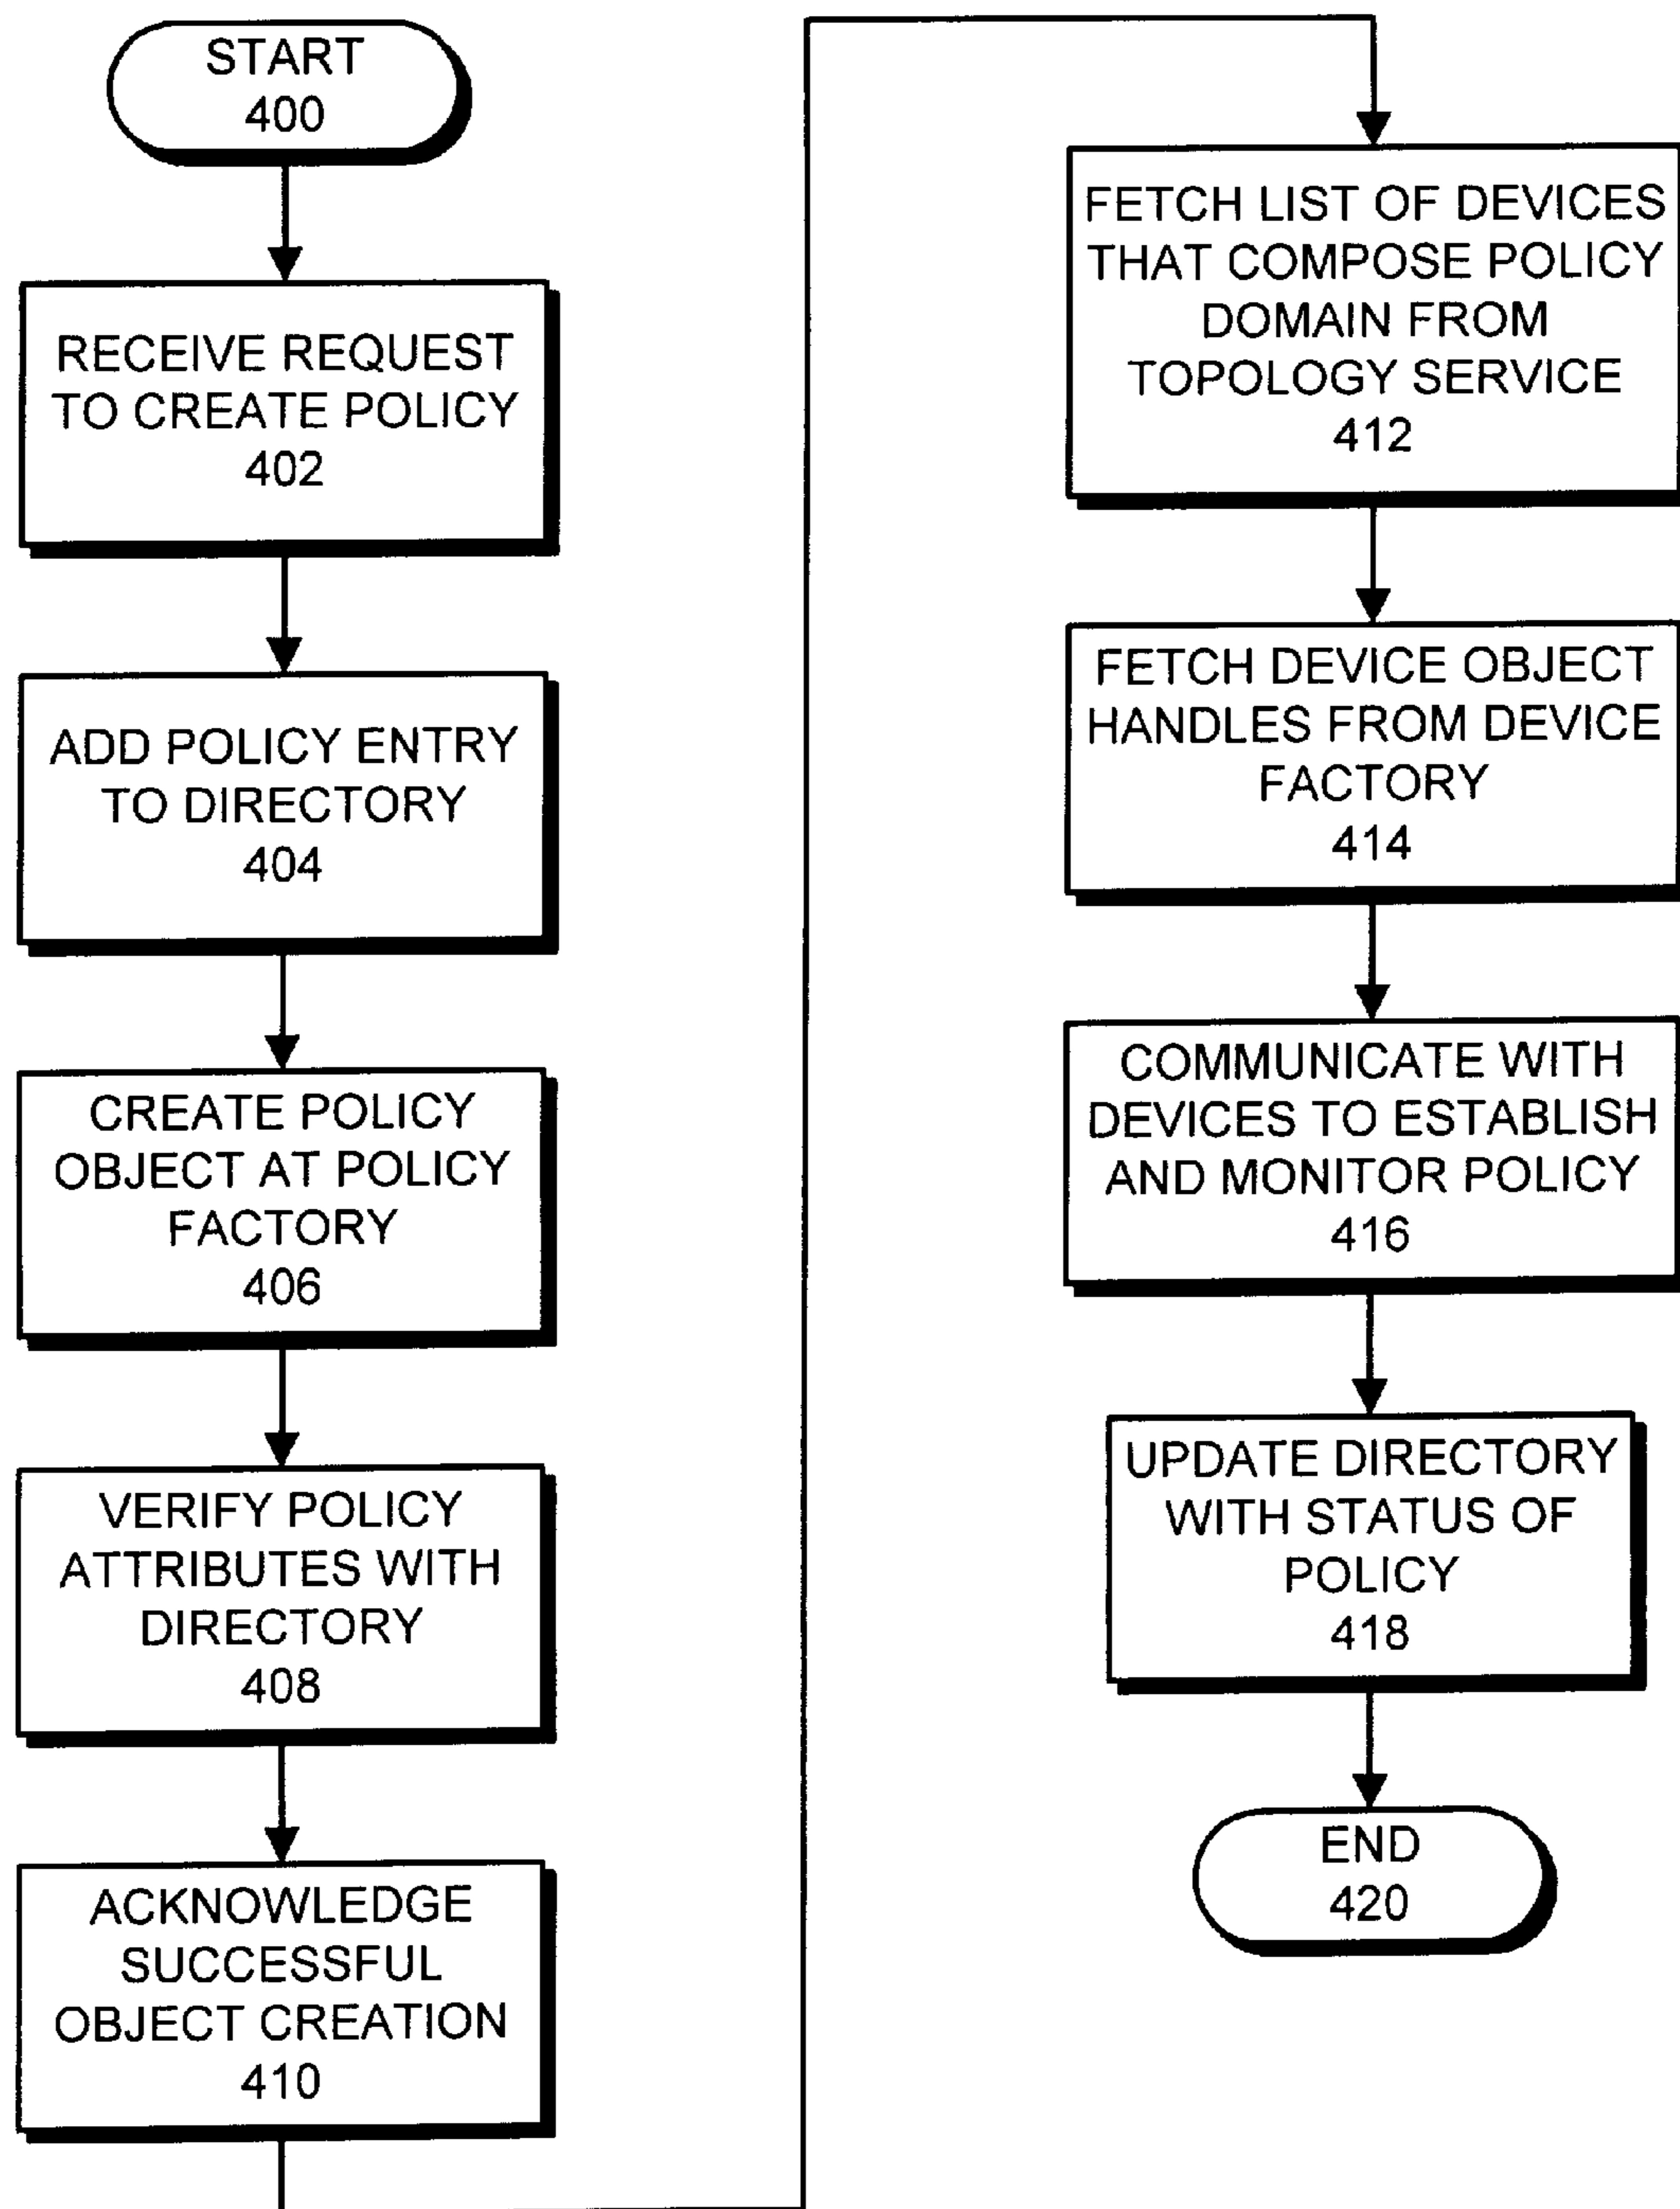 START
400
RECEIVE REQUEST
TO CREATE POLICY
402
ADD POLICY ENTRY
TO DIRECTORY
404
CREATE POLICY
OBJECT AT POLICY
FACTORY
406
VERIFY POLICY
ATTRIBUTES WITH
DIRECTORY
408
ACKNOWLEDGE
SUCCESSFUL
OBJECT CREATION
410
FETCH LIST OF DEVICES
THAT COMPOSE POLICY
DOMAIN FROM
TOPOLOGY SERVICE
412
FETCH DEVICE OBJECT
HANDLES FROM DEVICE
FACTORY
414
COMMUNICATE WITH
DEVICES TO ESTABLISH
AND MONITOR POLICY
416
UPDATE DIRECTORY
WITH STATUS OF
POLICY
418
END
420